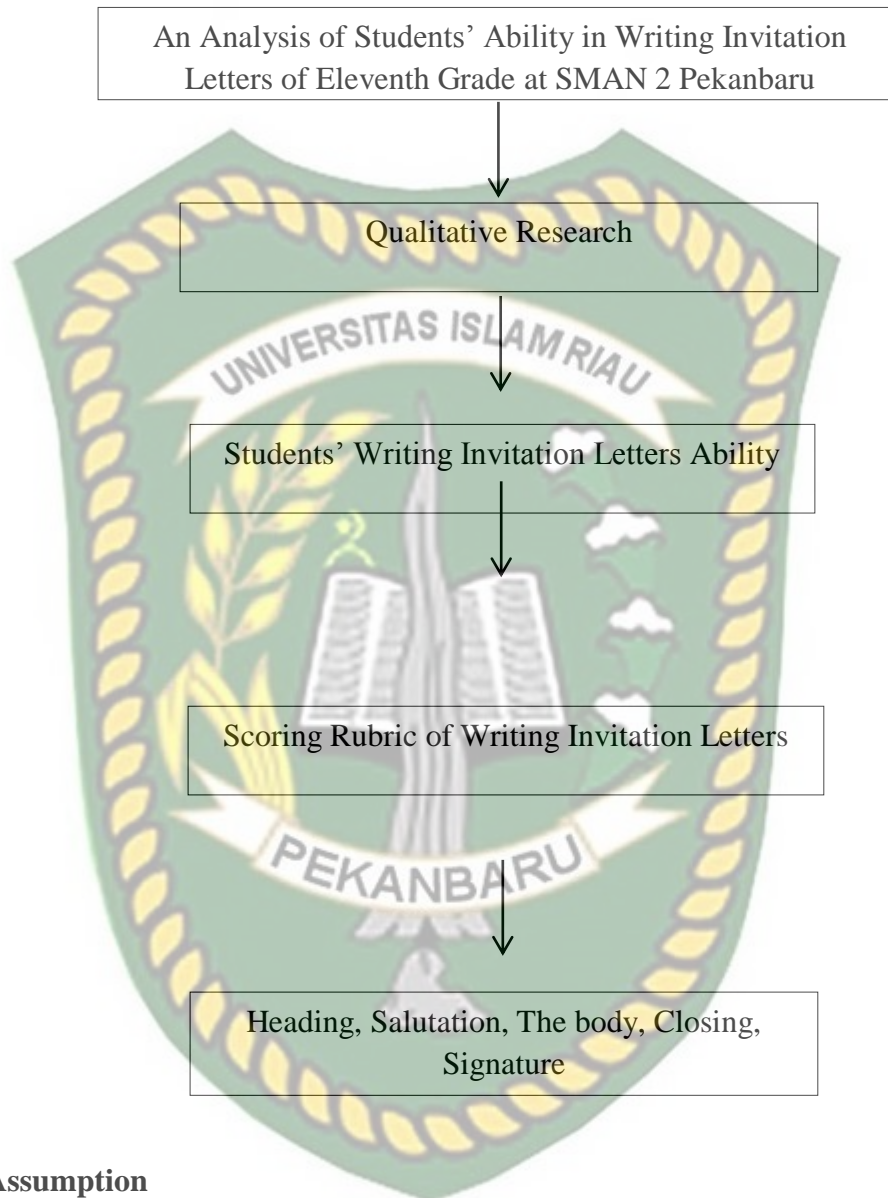 An Analysis of Students’ Ability in Writing Invitation
Letters of Eleventh Grade at SMAN 2 Pekanbaru
Qualitative Research
UNIVERSITAS ISLAM RIAU
Students’ Writing Invitation Letters Ability
Scoring Rubric of Writing Invitation Letters
PEKANBARU
Heading, Salutation, The body, Closing,
Signature
Assumption